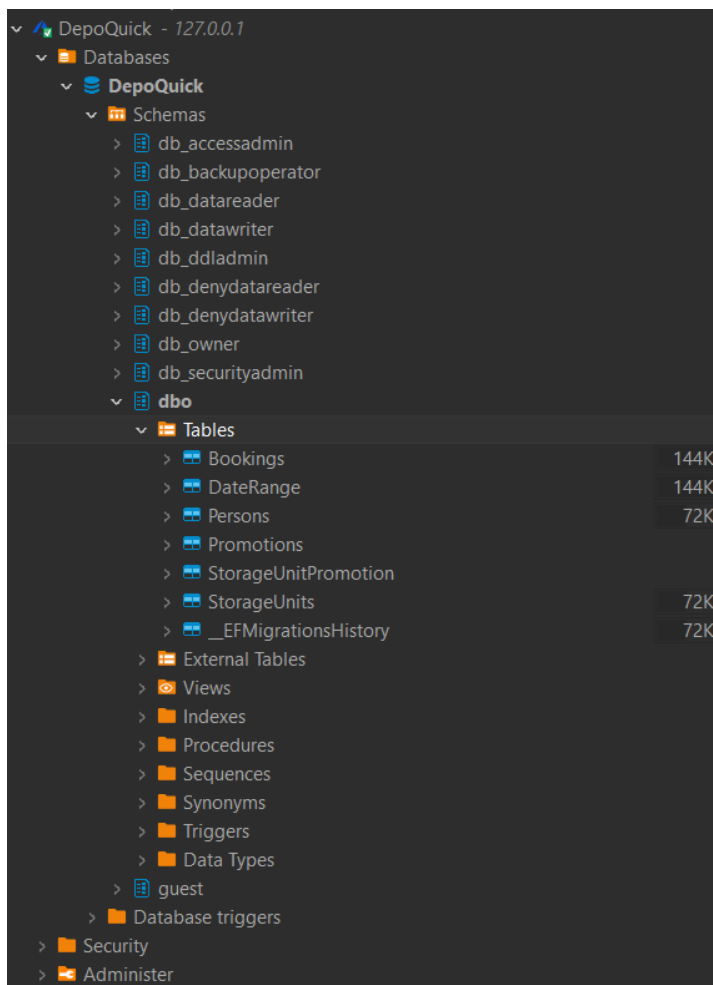 DepoQuick - 127.0.0.1
Databases
DepoQuick
Schemas
db_accessadmin
db_backupoperator
db_datareader
db_datawriter
db_ddladmin
db_denydatareader
db_denydatawriter
db_owner
db_securityadmin
dbo
Tables
Bookings 144K
DateRange 144K
Persons 72K
Promotions
StorageUnitPromotion
StorageUnits 72K
__EFMigrationsHistory 72K
External Tables
Views
Indexes
Procedures
Sequences
Synonyms
Triggers
Data Types
guest
Database triggers
Security
Administer